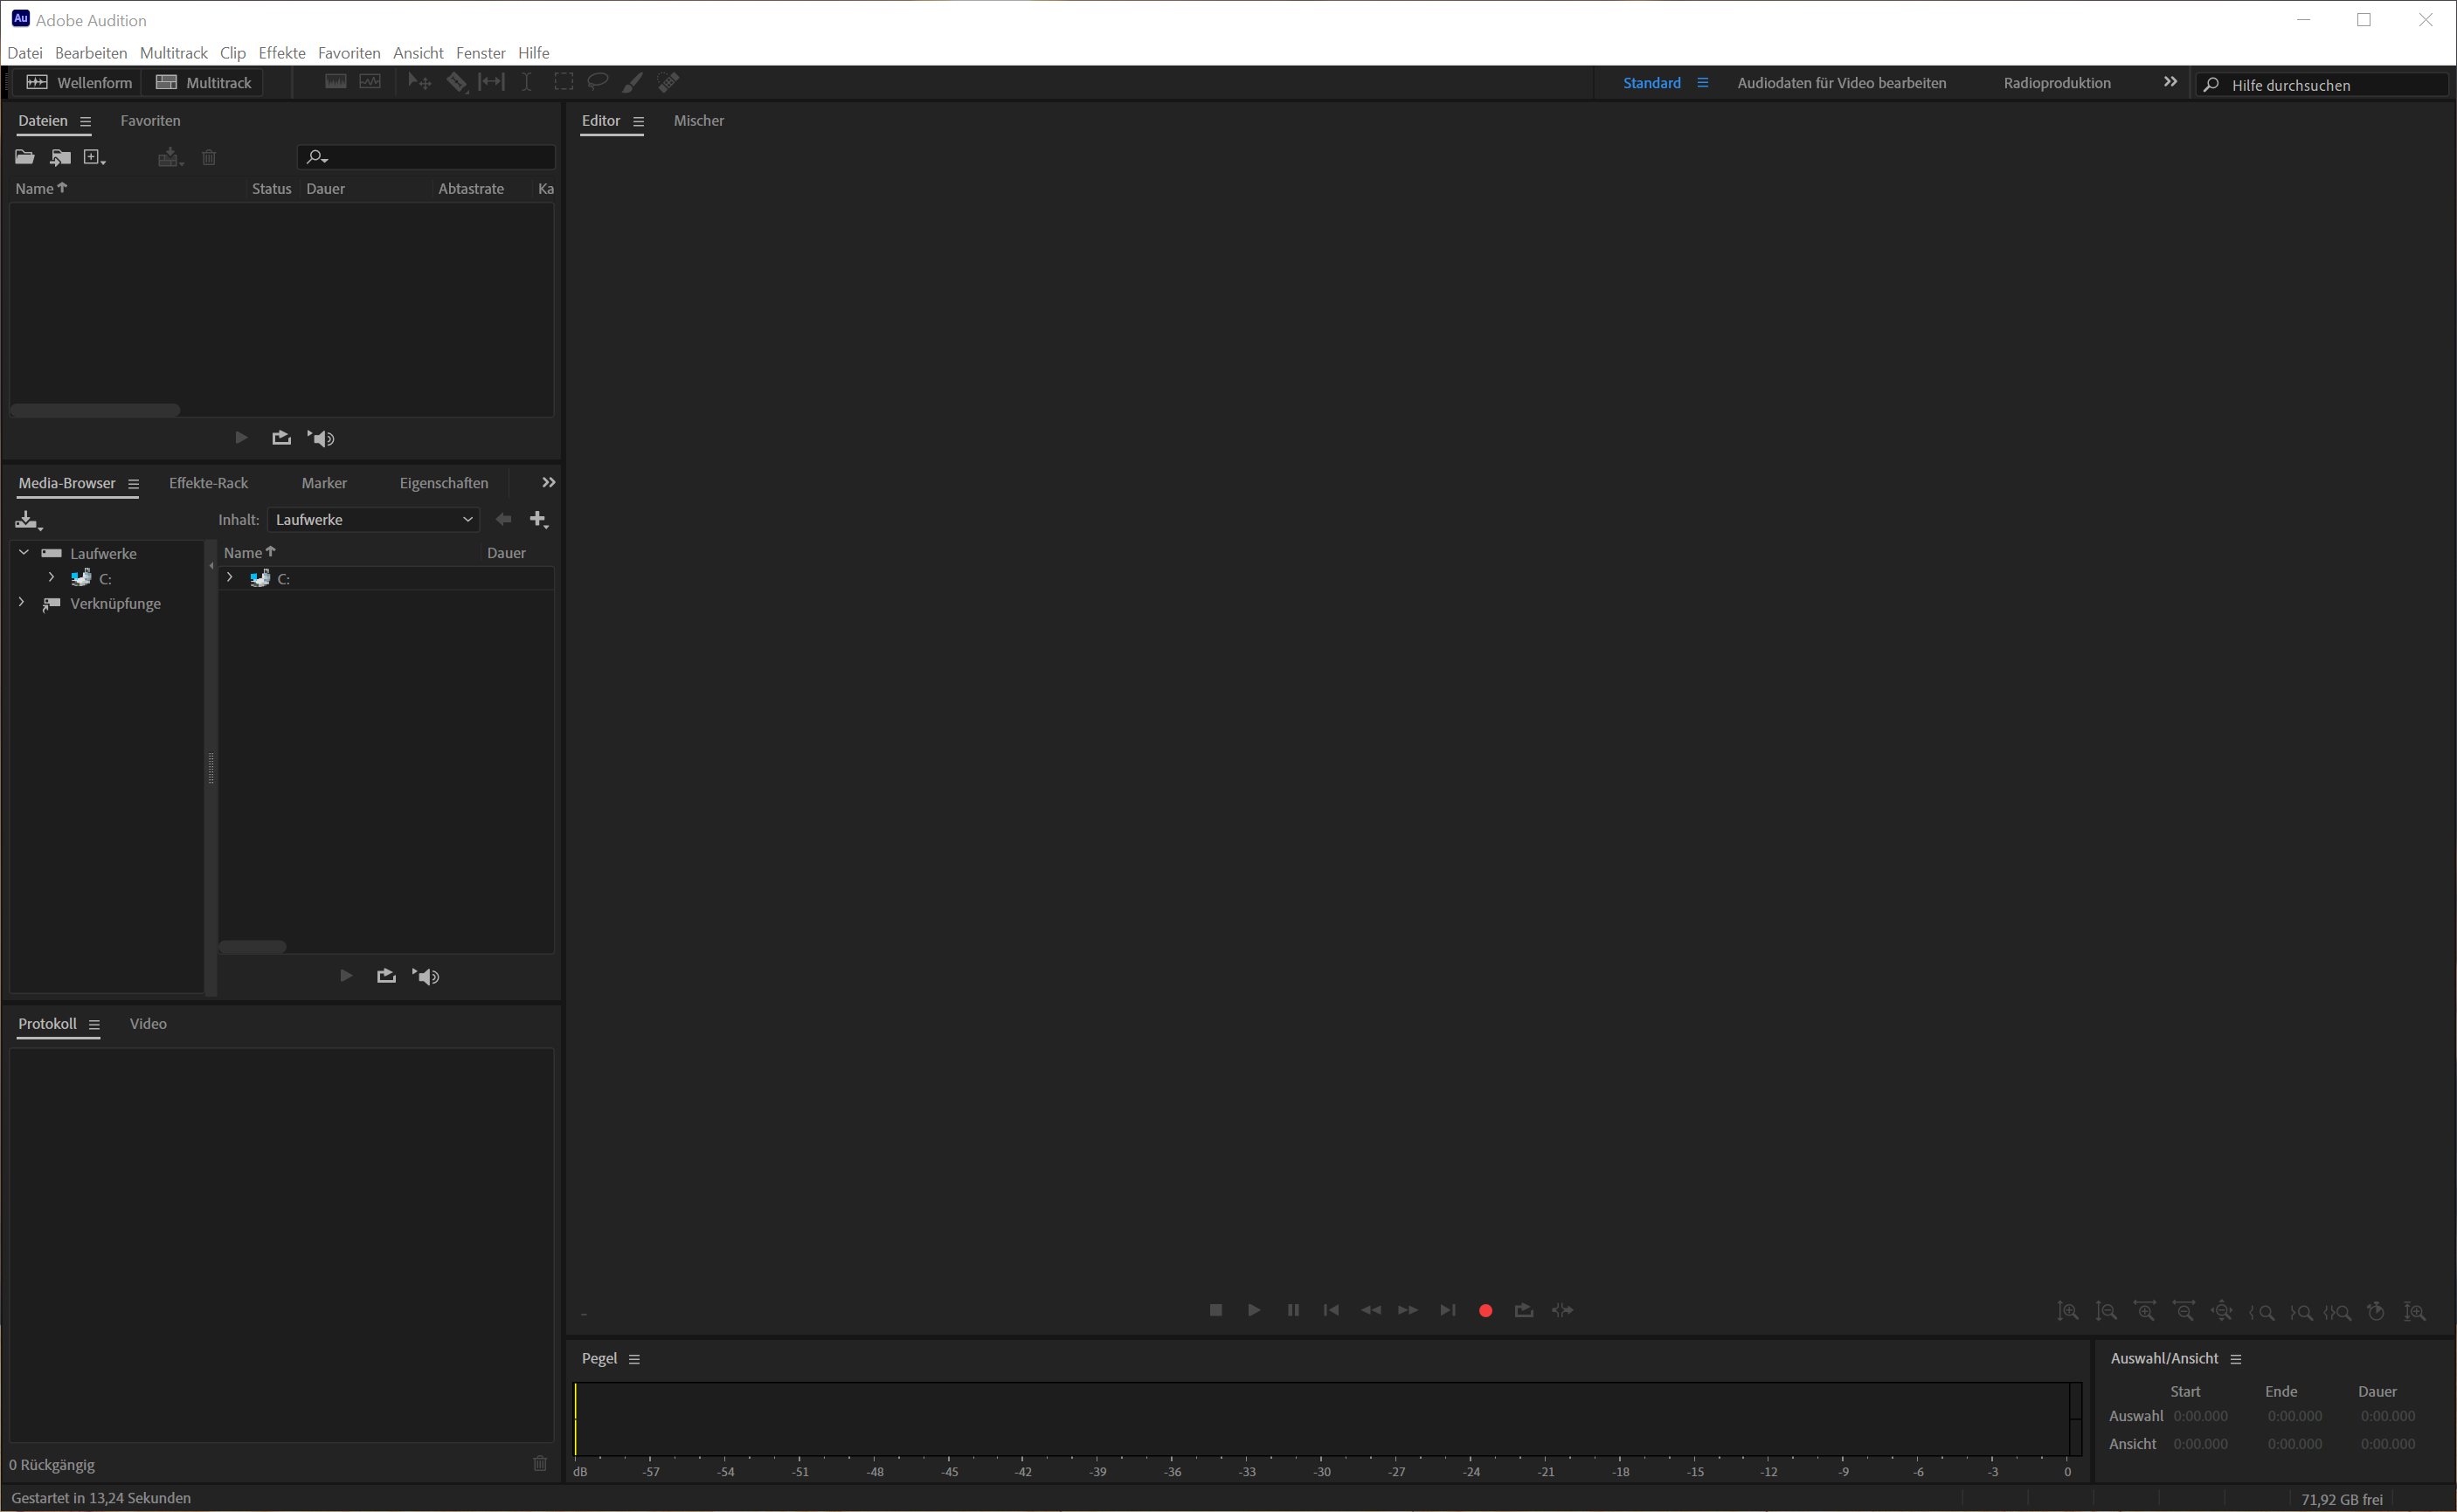 Au Adobe Audition
Datei Bearbeiten Multitrack Clip Effekte Favoriten Ansicht Fenster Hilfe
Wellenform Multitrack Standard Audiodaten für Video bearbeiten Radioproduktion Hilfe durchsuchen
Dateien Favoriten
Name Status Dauer Abtastrate Ka
Editor Mischer
Media-Browser Effekte-Rack Marker Eigenschaften
Inhalt: Laufwerke
Laufwerke
C:
Verknüpfunge
Name Dauer
C:
Protokoll Video
0 Rückgängig
Pegel
dB -57 -54 -51 -48 -45 -42 -39 -36 -33 -30 -27 -24 -21 -18 -15 -12 -9 -6 -3 0
Auswahl/Ansicht
Start Ende Dauer
Auswahl 0:00.000 0:00.000 0:00.000
Ansicht 0:00.000 0:00.000 0:00.000
Gestartet in 13,24 Sekunden 71,92 GB frei